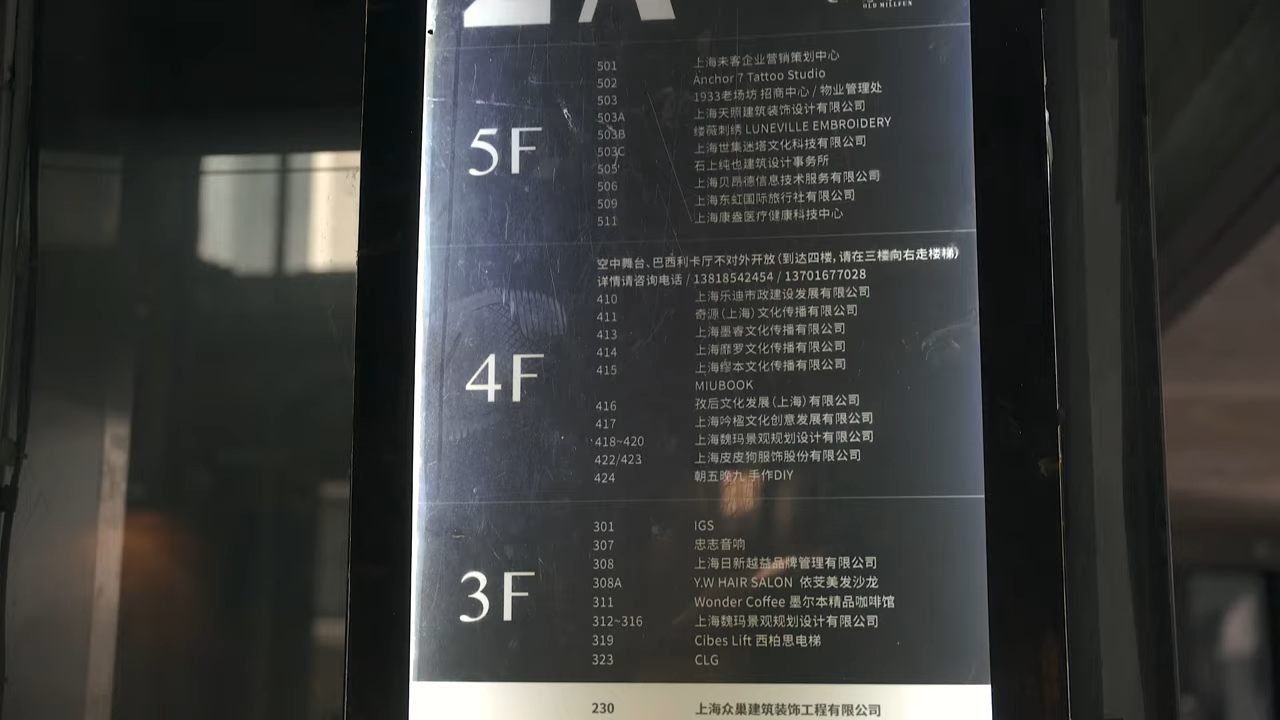 OLD MILLFUN
5F
501 上海未客企业营销策划中心
502 Anchor 7 Tattoo Studio
503 1933老场坊 招商中心 / 物业管理处
503A 上海天照建筑装饰设计有限公司
503B 缕薇刺绣 LUNEVILLE EMBROIDERY
503C 上海世集迷塔文化科技有限公司
505 石上纯也建筑设计事务所
506 上海贝昂德信息技术服务有限公司
509 上海东虹国际旅行社有限公司
511 上海康盎医疗健康科技中心
4F
空中舞台、巴西利卡厅不对外开放（到达四楼，请在三楼向右走楼梯）
详情请咨询电话 / 13818542454 / 13701677028
410 上海乐迪市政建设发展有限公司
411 奇源（上海）文化传播有限公司
413 上海墨睿文化传播有限公司
414 上海靡罗文化传播有限公司
415 上海缪本文化传播有限公司
MIUBOOK
416 孜后文化发展（上海）有限公司
417 上海吟楹文化创意发展有限公司
418~420 上海魏玛景观规划设计有限公司
422/423 上海皮皮狗服饰股份有限公司
424 朝五晚九 手作DIY
3F
301 IGS
307 忠志音响
308 上海日新越益品牌管理有限公司
308A Y.W HAIR SALON 依芠美发沙龙
311 Wonder Coffee 墨尔本精品咖啡馆
312~316 上海魏玛景观规划设计有限公司
319 Cibes Lift 西柏思电梯
323 CLG
230 上海众巢建筑装饰工程有限公司